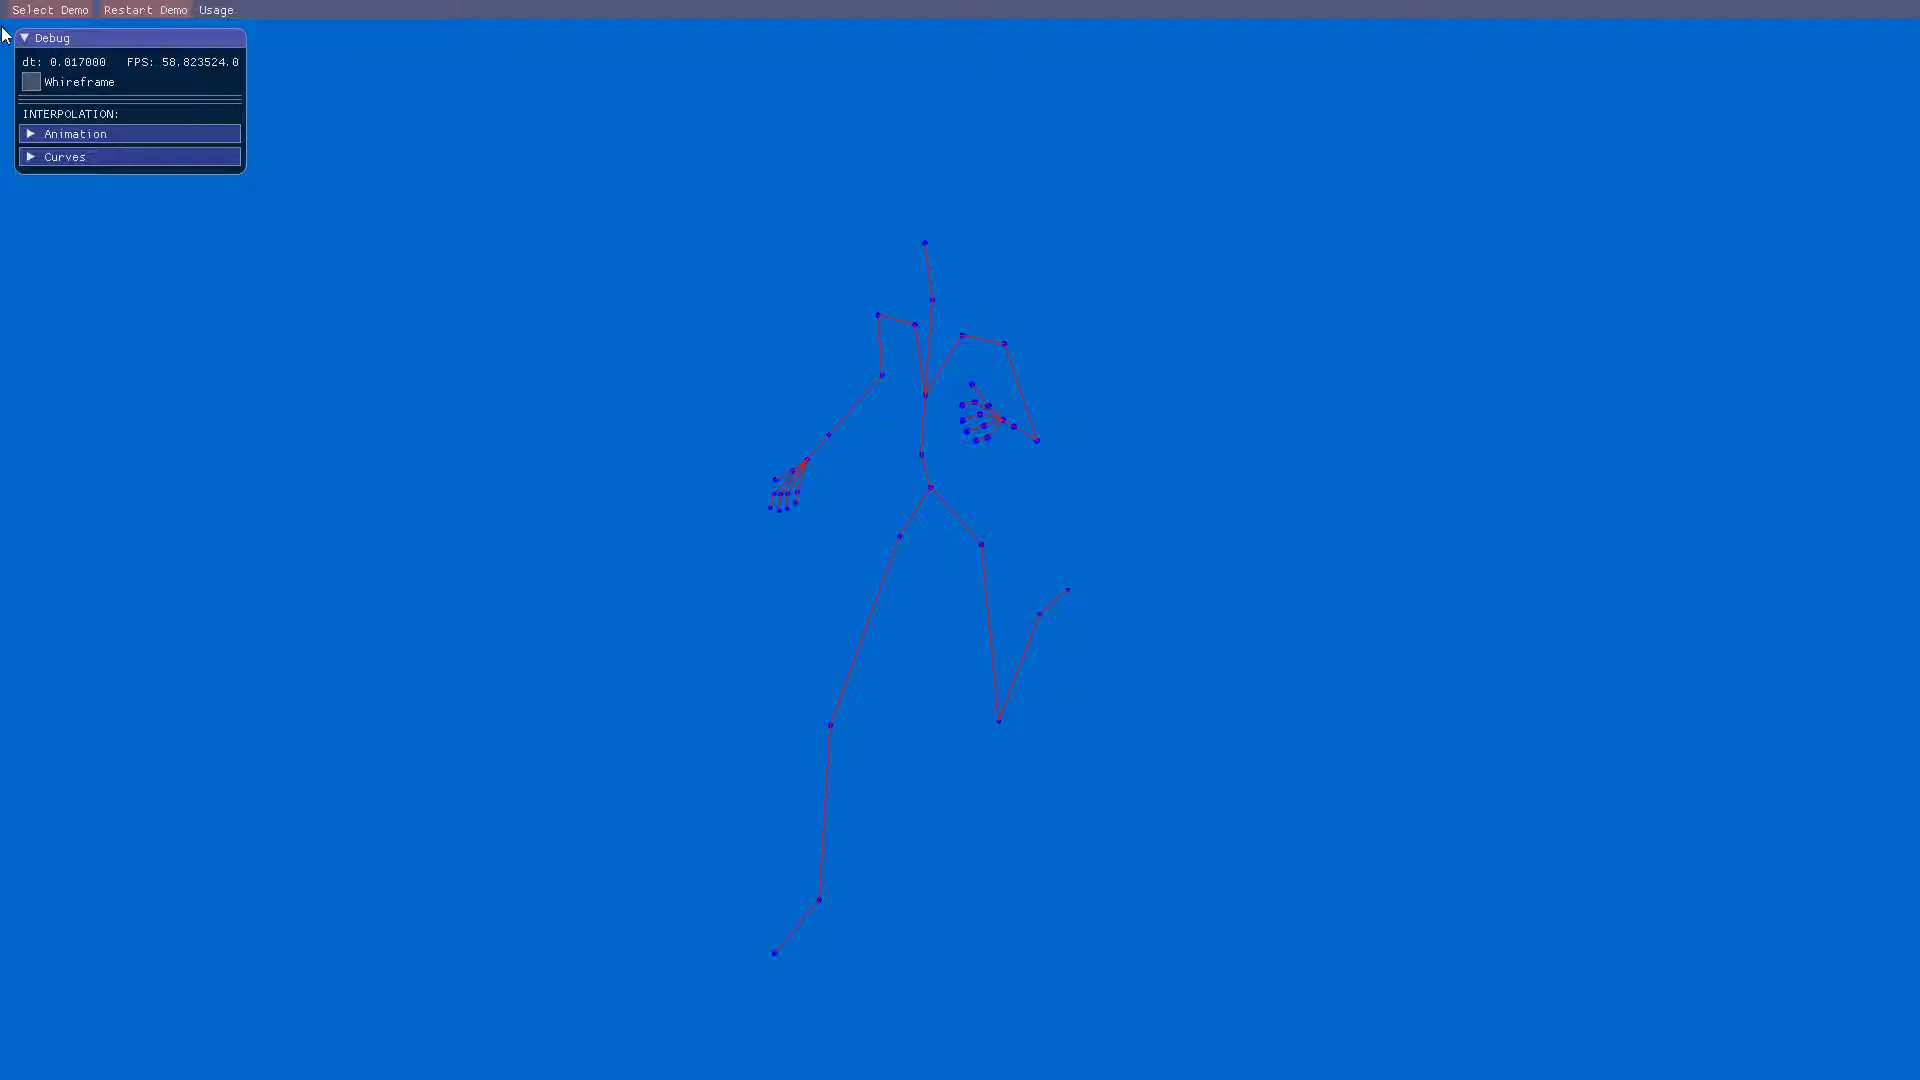 Select Demo Restart Demo Usage
Debug
dt: 0.017000 FPS: 58.823524.0
Whireframe
INTERPOLATION:
Animation
Curves